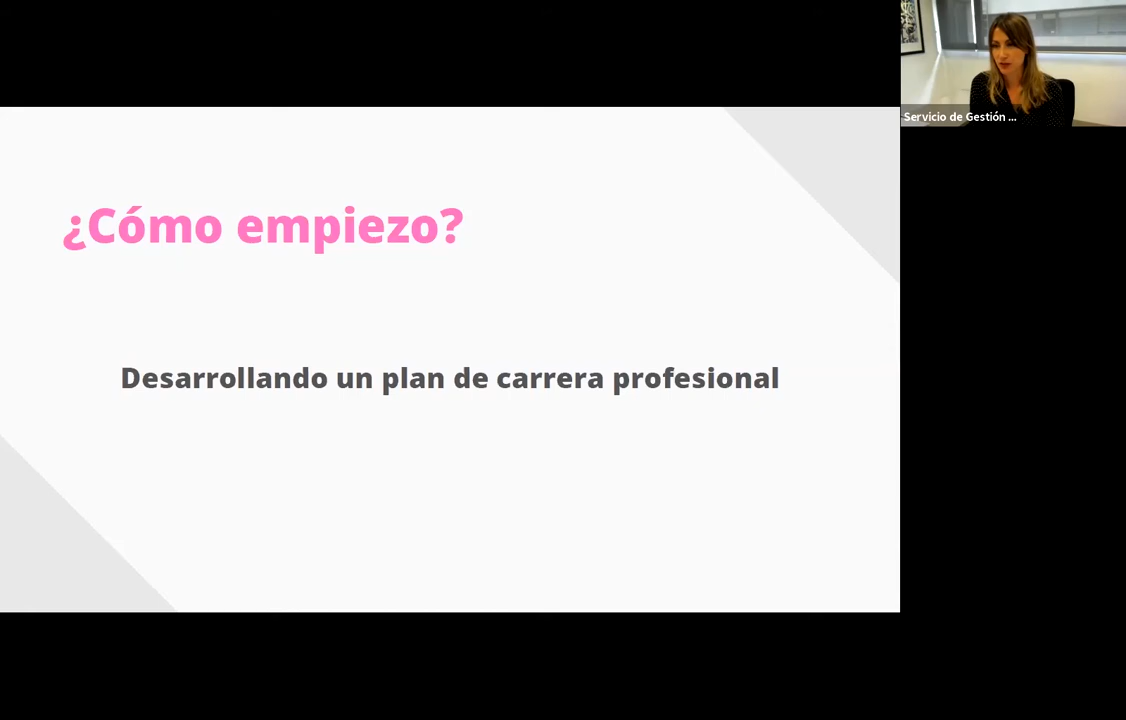 Servicio de Gestión ...
¿Cómo empiezo?
Desarrollando un plan de carrera profesional